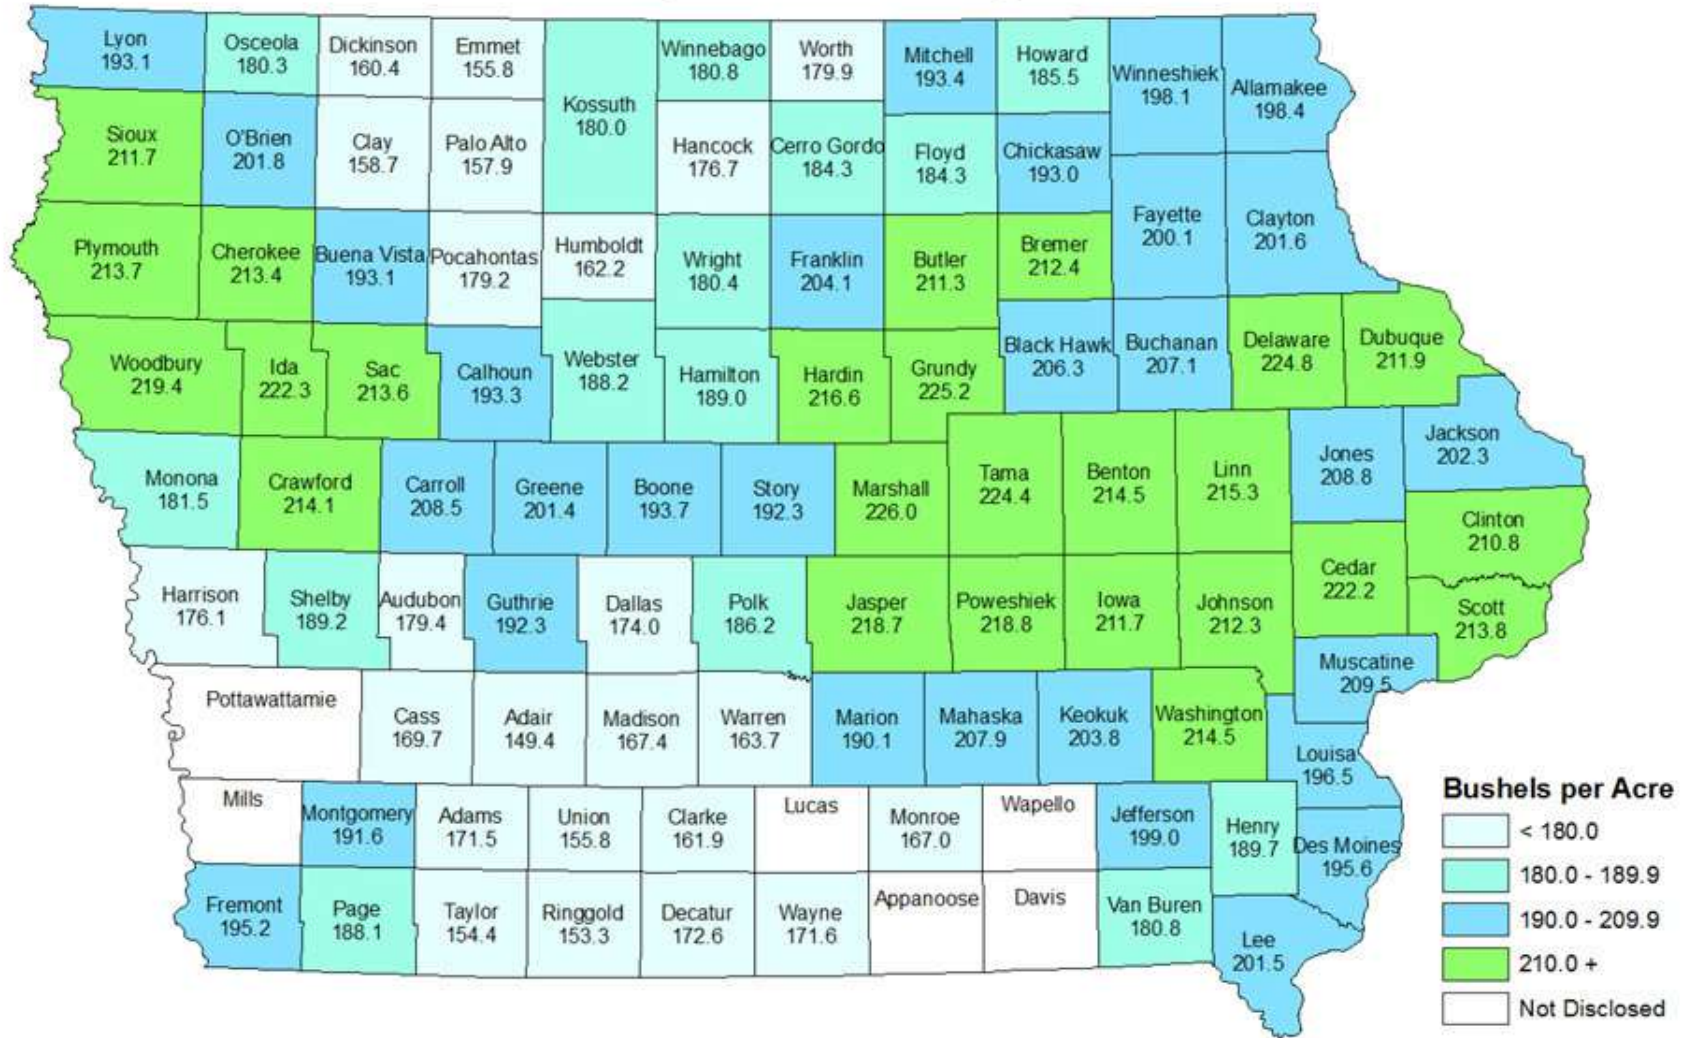 Lyon
193.1
Osceola
180.3
Dickinson
160.4
Emmet
155.8
Kossuth
180.0
Winnebago
180.8
Worth
179.9
Mitchell
193.4
Howard
185.5
Winneshiek
198.1
Allamakee
198.4
Sioux
211.7
O'Brien
201.8
Clay
158.7
Palo Alto
157.9
Hancock
176.7
Cerro Gordo
184.3
Floyd
184.3
Chickasaw
193.0
Fayette
200.1
Clayton
201.6
Plymouth
213.7
Cherokee
213.4
Buena Vista
193.1
Pocahontas
179.2
Humboldt
162.2
Wright
180.4
Franklin
204.1
Butler
211.3
Bremer
212.4
Woodbury
219.4
Ida
222.3
Sac
213.6
Calhoun
193.3
Webster
188.2
Hamilton
189.0
Hardin
216.6
Grundy
225.2
Black Hawk
206.3
Buchanan
207.1
Delaware
224.8
Dubuque
211.9
Monona
181.5
Crawford
214.1
Carroll
208.5
Greene
201.4
Boone
193.7
Story
192.3
Marshall
226.0
Tama
224.4
Benton
214.5
Linn
215.3
Jones
208.8
Jackson
202.3
Clinton
210.8
Cedar
222.2
Scott
213.8
Harrison
176.1
Shelby
189.2
Audubon
179.4
Guthrie
192.3
Dallas
174.0
Polk
186.2
Jasper
218.7
Poweshiek
218.8
Iowa
211.7
Johnson
212.3
Muscatine
209.5
Pottawattamie
Cass
169.7
Adair
149.4
Madison
167.4
Warren
163.7
Marion
190.1
Mahaska
207.9
Keokuk
203.8
Washington
214.5
Louisa
196.5
Mills
Montgomery
191.6
Adams
171.5
Union
155.8
Clarke
161.9
Lucas
Monroe
167.0
Wapello
Jefferson
199.0
Henry
189.7
Des Moines
195.6
Fremont
195.2
Page
188.1
Taylor
154.4
Ringgold
153.3
Decatur
172.6
Wayne
171.6
Appanoose
Davis
Van Buren
180.8
Lee
201.5
Bushels per Acre
< 180.0
180.0 - 189.9
190.0 - 209.9
210.0 +
Not Disclosed